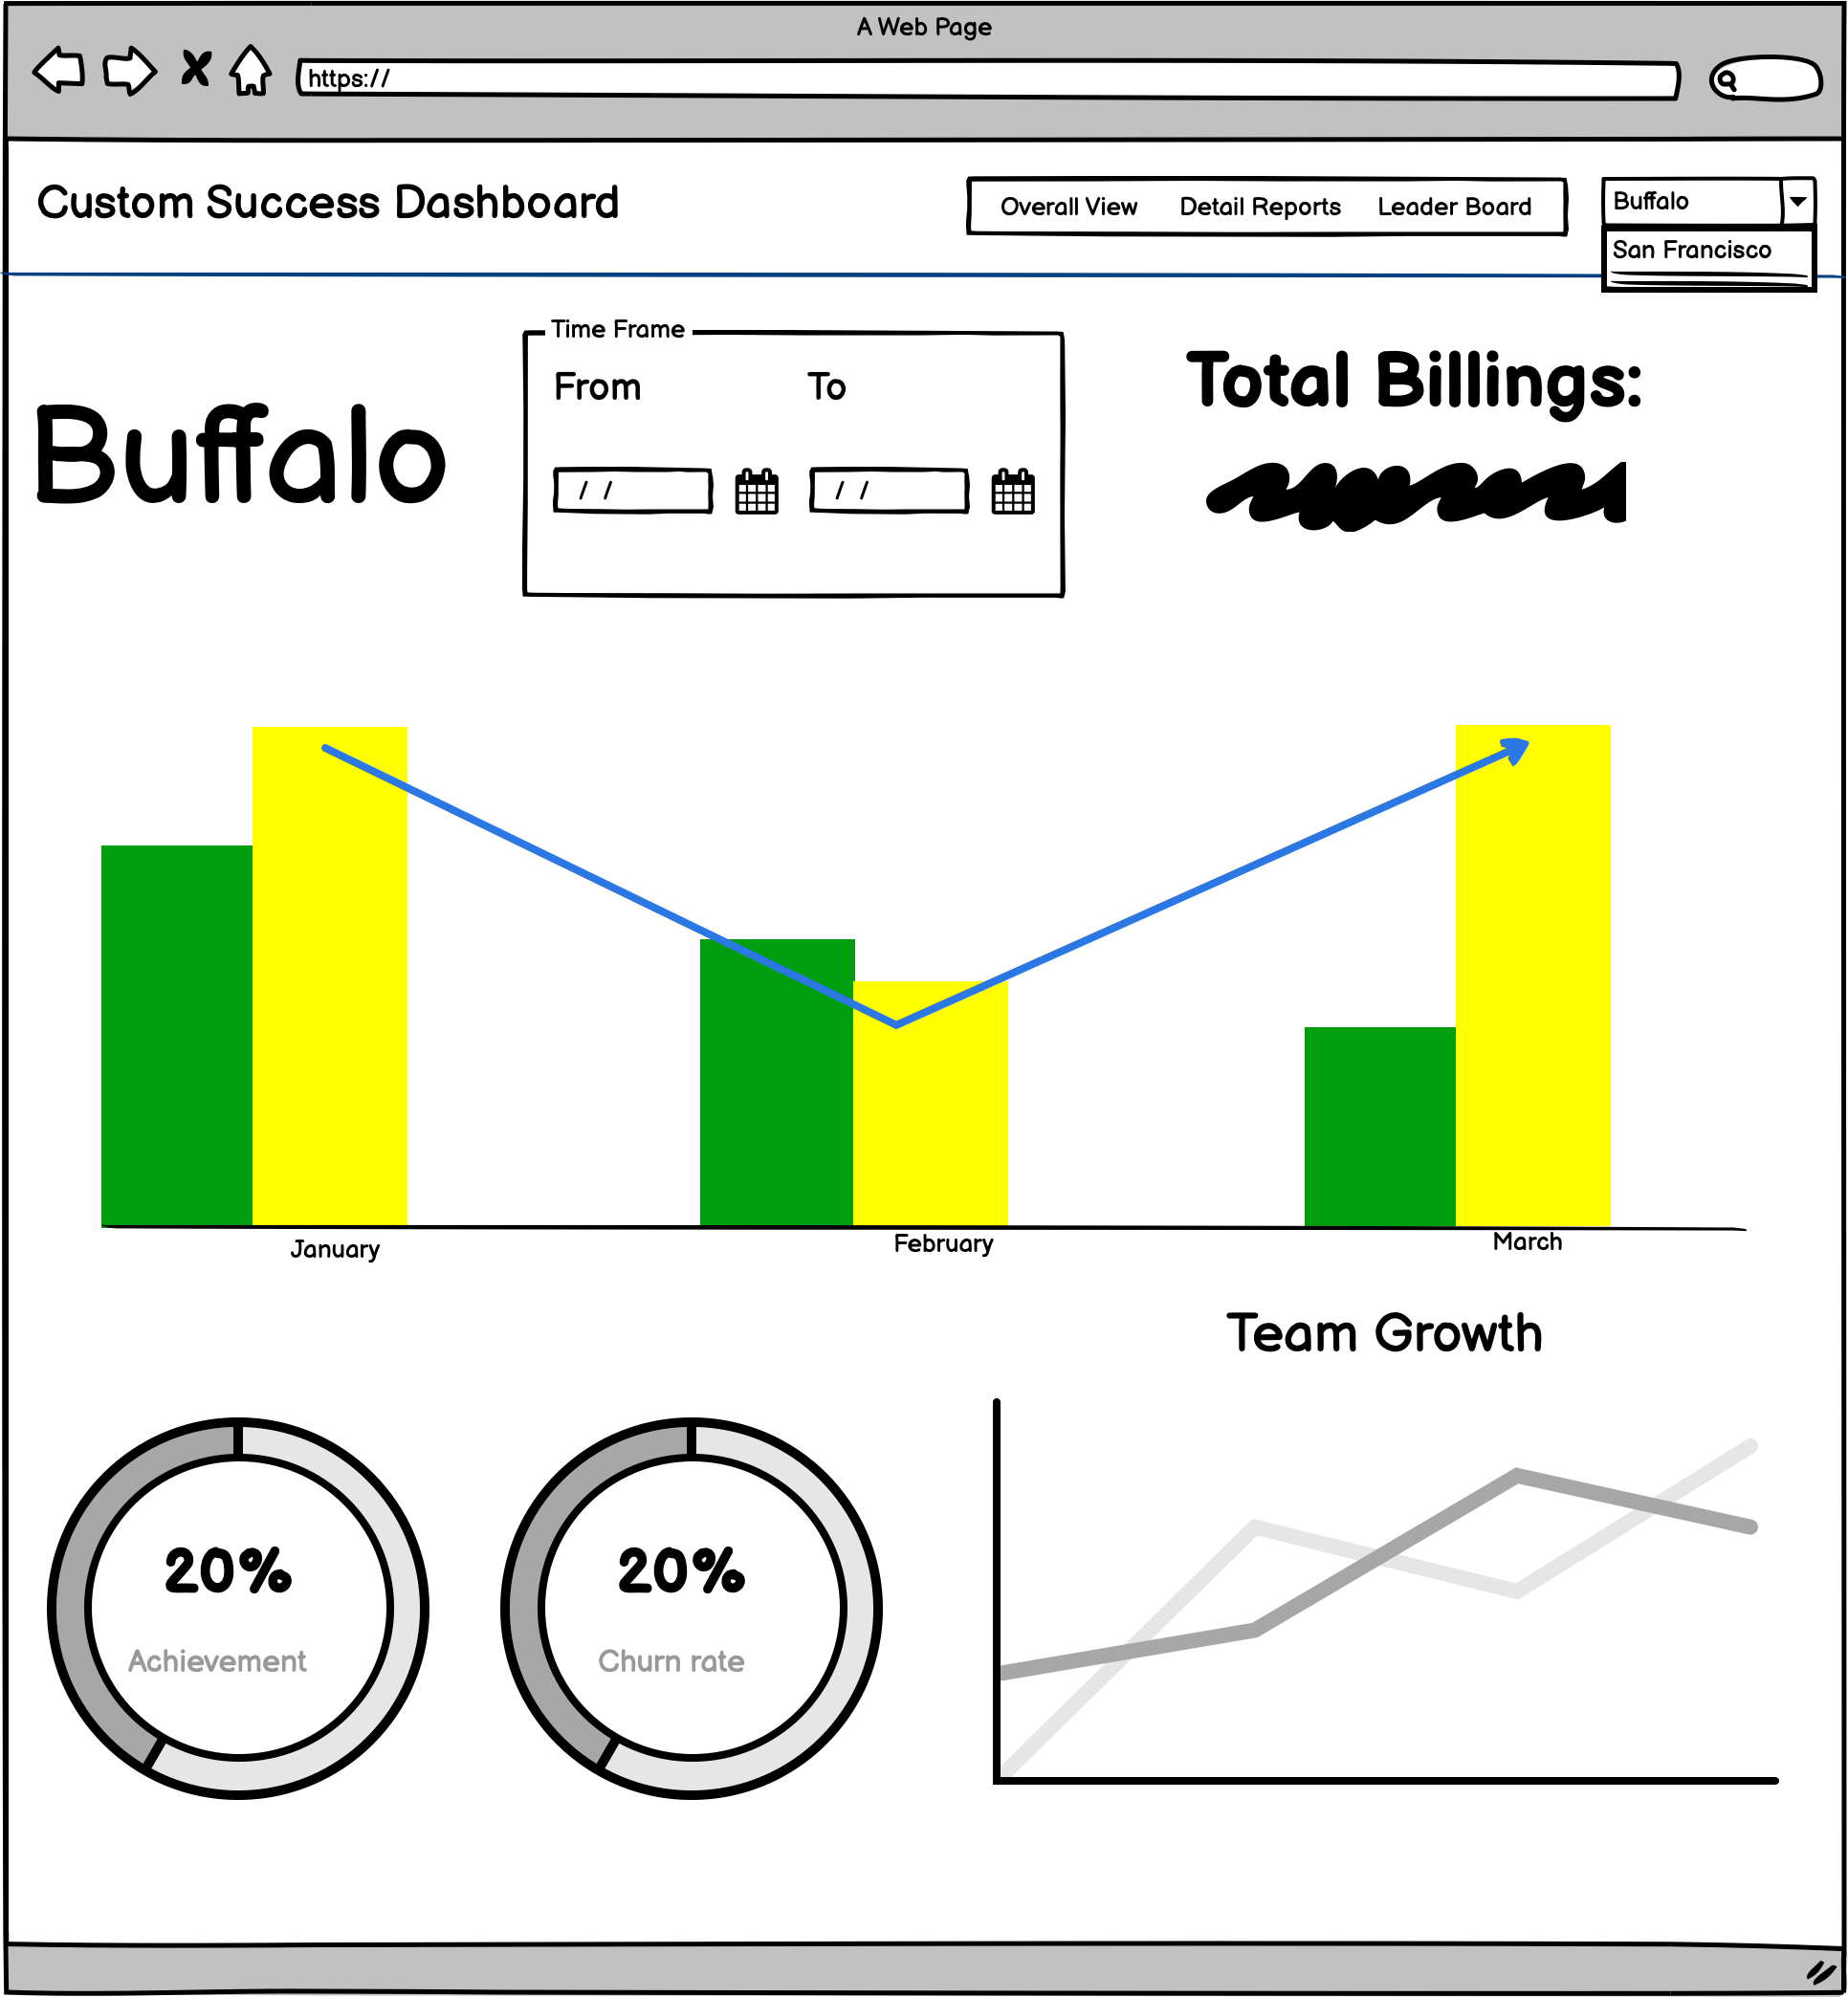 A Web Page
https://
Custom Success Dashboard
Overall View Detail Reports Leader Board
Buffalo
San Francisco
Time Frame
From To
Total Billings:
Buffalo
/ / / /
January February March
Team Growth
20% 20%
Achievement Churn rate